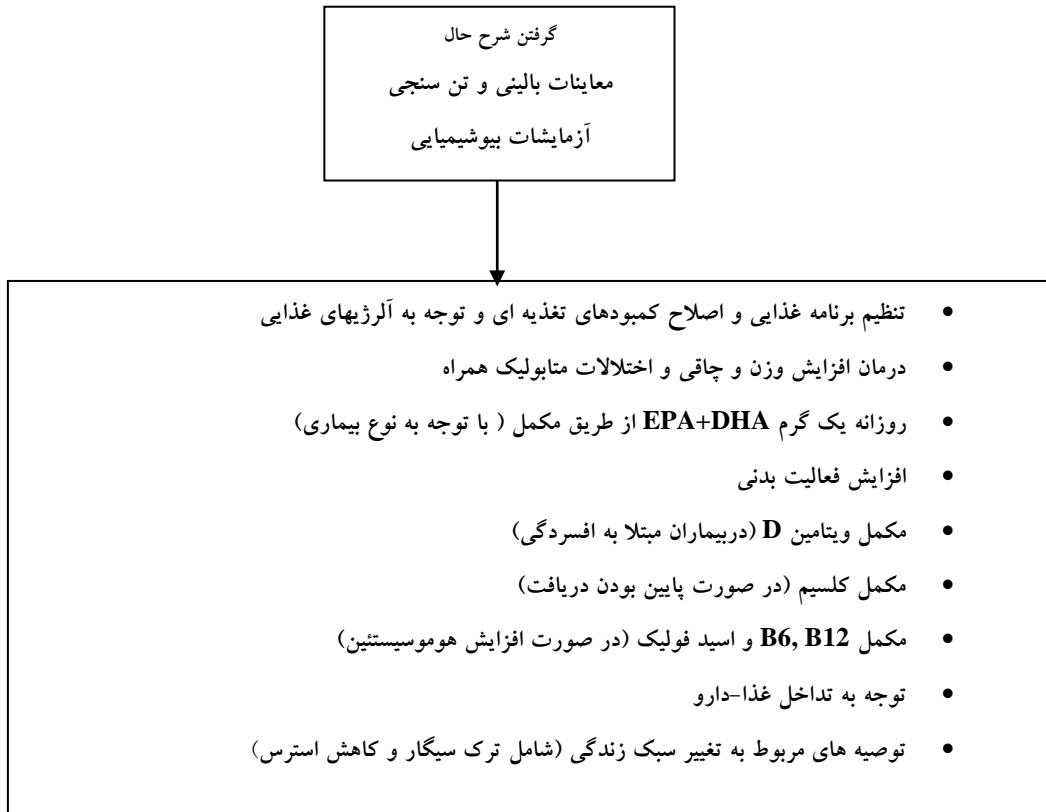 گرفتن شرح حال
معاینات بالینی و تن سنجی
آزمایشات بیوشیمیایی
• تنظیم برنامه غذایی و اصلاح کمبودهای تغذیه ای و توجه به آلرژیهای غذایی
• درمان افزایش وزن و چاقی و اختلالات متابولیک همراه
• روزانه یک گرم EPA+DHA از طریق مکمل ( با توجه به نوع بیماری)
• افزایش فعالیت بدنی
• مکمل ویتامین D (دربیماران مبتلا به افسردگی)
• مکمل کلسیم (در صورت پایین بودن دریافت)
• مکمل B6, B12 و اسید فولیک (در صورت افزایش هوموسیستئین)
• توجه به تداخل غذا-دارو
• توصیه های مربوط به تغییر سبک زندگی (شامل ترک سیگار و کاهش استرس)